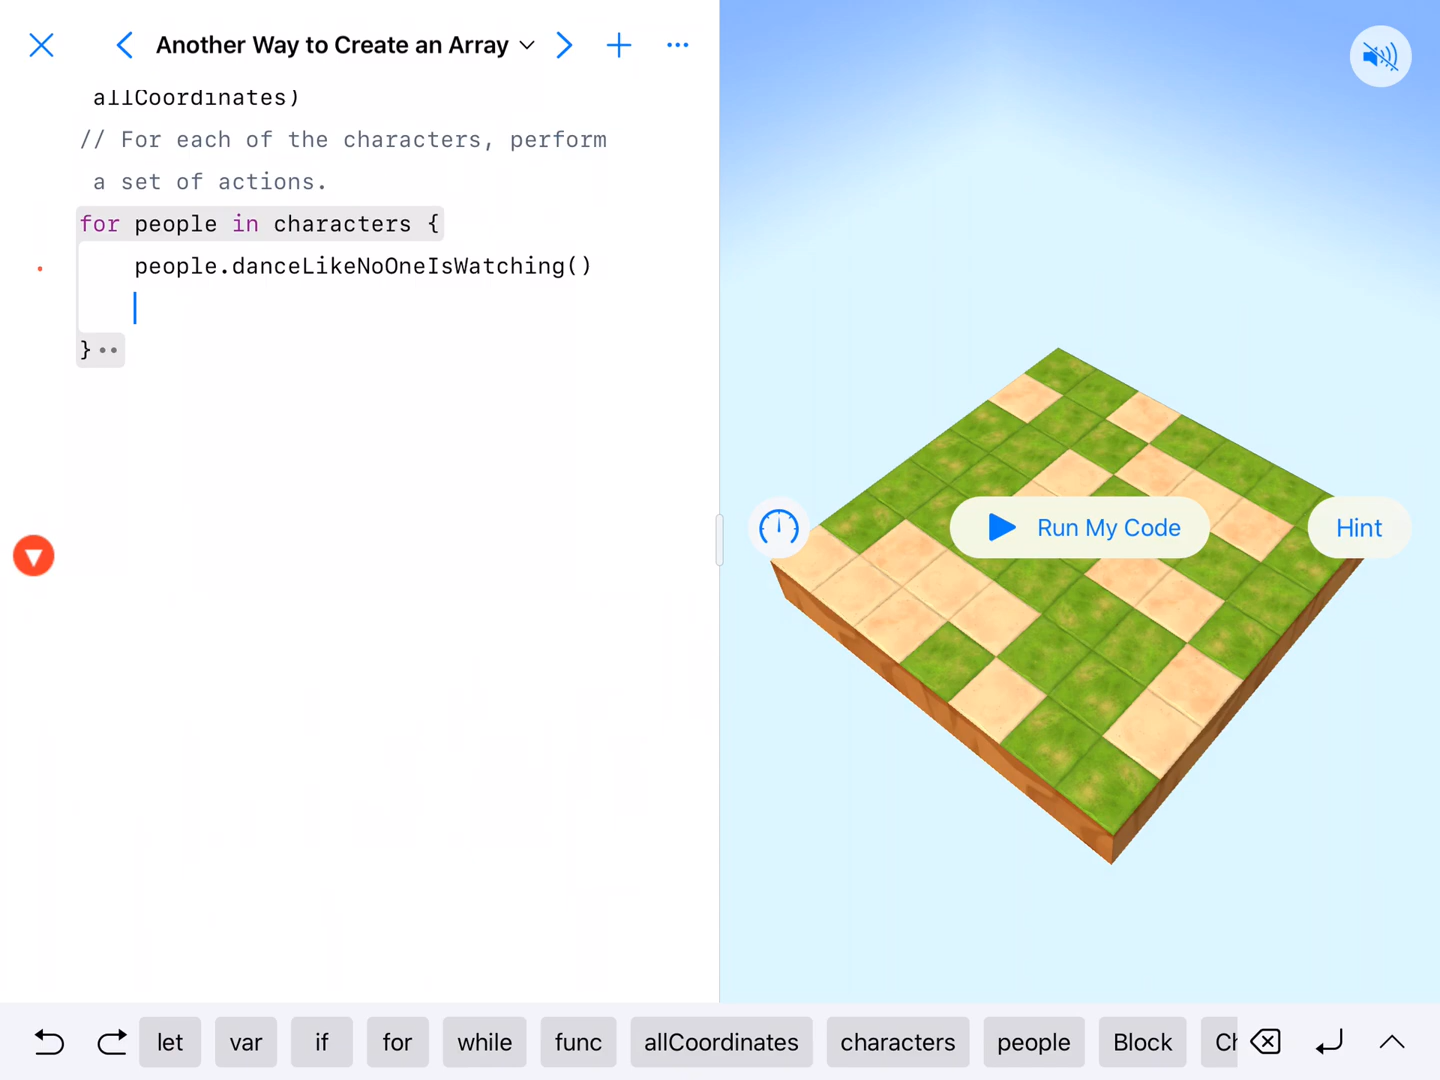 Another Way to Create an Array
allCoordinates)
// For each of the characters, perform
a set of actions.
for people in characters {
people.danceLikeNoOneIsWatching()
}
Run My Code
Hint
let var if for while func allCoordinates characters people Block Ch